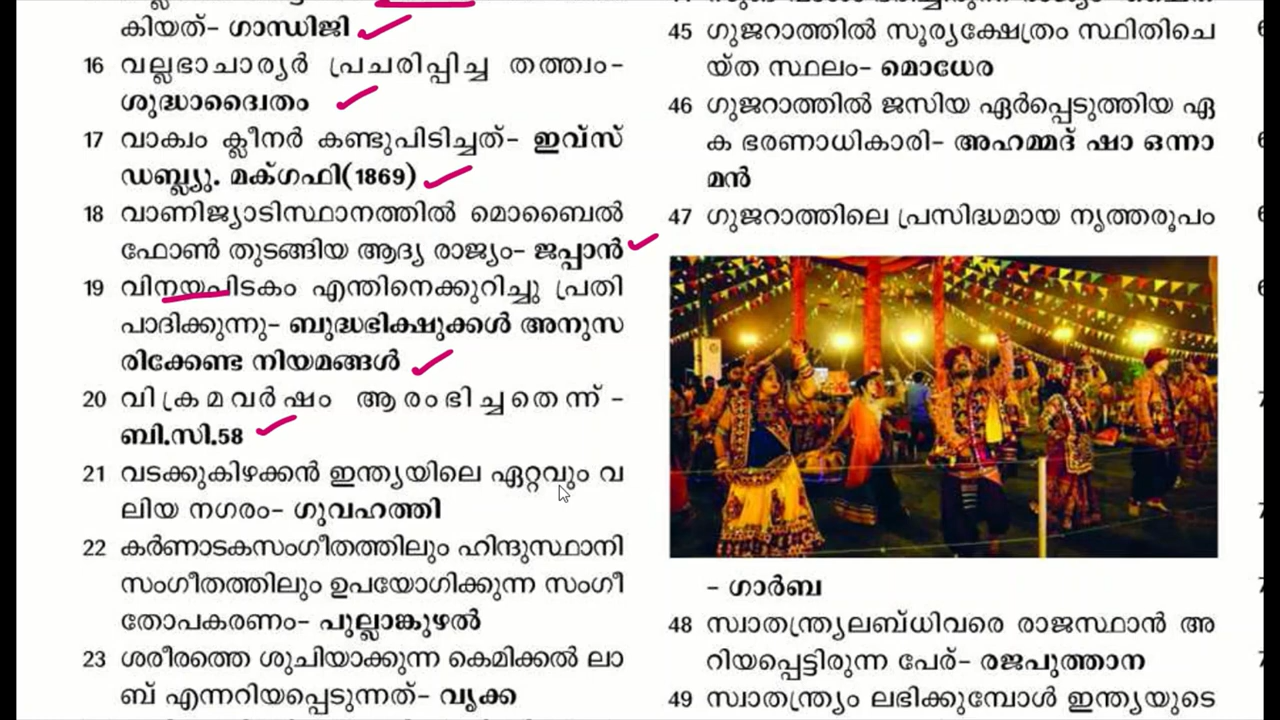 കിയത്- ഗാന്ധിജി
16 വല്ലഭാചാര്യർ പ്രചരിപ്പിച്ച തത്ത്വം-
ശുദ്ധാദ്വൈതം
17 വാക്വം ക്ലീനർ കണ്ടുപിടിച്ചത്- ഇവ്സ്
ഡബ്ല്യു. മക്ഗഫി(1869)
18 വാണിജ്യാടിസ്ഥാനത്തിൽ മൊബൈൽ
ഫോൺ തുടങ്ങിയ ആദ്യ രാജ്യം- ജപ്പാൻ
19 വിനയപിടകം എന്തിനെക്കുറിച്ചു പ്രതി
പാദിക്കുന്നു- ബുദ്ധഭിക്ഷുക്കൾ അനുസ
രിക്കേണ്ട നിയമങ്ങൾ
20 വിക്രമവർഷം ആരംഭിച്ചതെന്ന് -
ബി.സി.58
21 വടക്കുകിഴക്കൻ ഇന്ത്യയിലെ ഏറ്റവും വ
ലിയ നഗരം- ഗുവഹത്തി
22 കർണാടകസംഗീതത്തിലും ഹിന്ദുസ്ഥാനി
സംഗീതത്തിലും ഉപയോഗിക്കുന്ന സംഗീ
തോപകരണം- പുല്ലാങ്കുഴൽ
23 ശരീരത്തെ ശുചിയാക്കുന്ന കെമിക്കൽ ലാ
ബ് എന്നറിയപ്പെടുന്നത്- വൃക്ക
45 ഗുജറാത്തിൽ സൂര്യക്ഷേത്രം സ്ഥിതിചെ
യ്ത സ്ഥലം- മൊധേര
46 ഗുജറാത്തിൽ ജസിയ ഏർപ്പെടുത്തിയ ഏ
ക ഭരണാധികാരി- അഹമ്മദ് ഷാ ഒന്നാ
മൻ
47 ഗുജറാത്തിലെ പ്രസിദ്ധമായ നൃത്തരൂപം
- ഗാർബ
48 സ്വാതന്ത്ര്യലബ്ധിവരെ രാജസ്ഥാൻ അ
റിയപ്പെട്ടിരുന്ന പേര്- രജപുത്താന
49 സ്വാതന്ത്ര്യം ലഭിക്കുമ്പോൾ ഇന്ത്യയുടെ